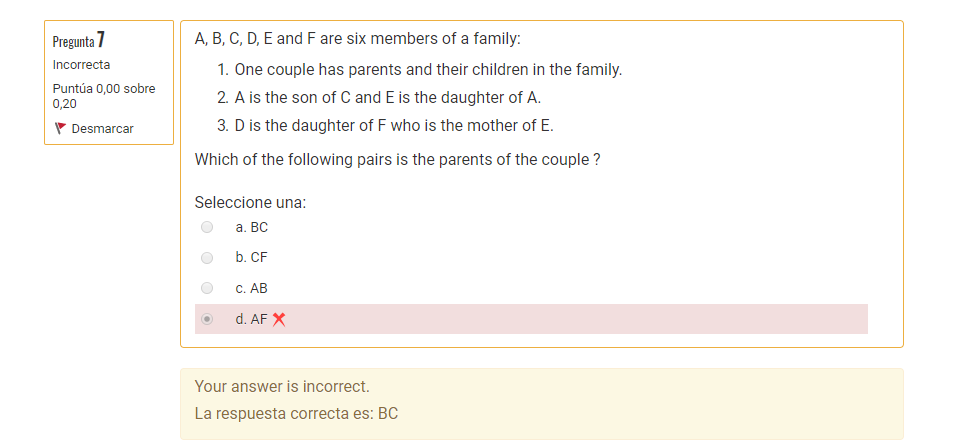 Pregunta 7
Incorrecta
Puntúa 0,00 sobre
0,20
Desmarcar
A, B, C, D, E and F are six members of a family:
1. One couple has parents and their children in the family.
2. A is the son of C and E is the daughter of A.
3. D is the daughter of F who is the mother of E.
Which of the following pairs is the parents of the couple ?
Seleccione una:
a. BC
b. CF
c. AB
d. AF
Your answer is incorrect.
La respuesta correcta es: BC